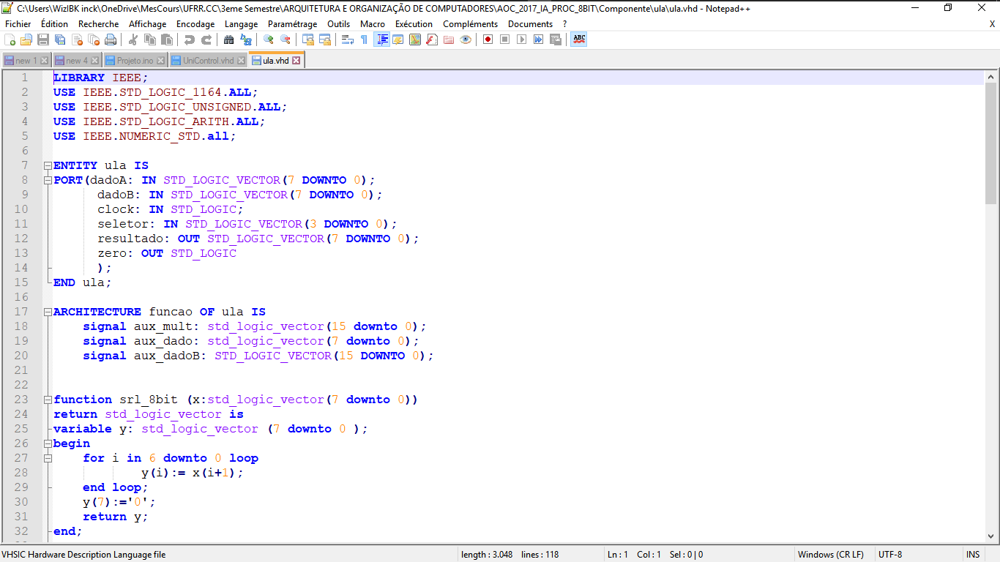 C:\Users\WizIBK inck\OneDrive\MesCours\UFRR.CC\3eme Semestre\ARQUITETURA E ORGANIZAÇÃO DE COMPUTADORES\AOC_2017_IA_PROC_8BIT\Componente\ula\ula.vhd - Notepad++
Fichier Édition Recherche Affichage Encodage Langage Paramétrage Outils Macro Exécution Compléments Documents ? X
ABC
new 1 new 4 Projeto.ino UniControl.vhd ula.vhd
1 LIBRARY IEEE;
2 USE IEEE.STD_LOGIC_1164.ALL;
3 USE IEEE.STD_LOGIC_UNSIGNED.ALL;
4 USE IEEE.STD_LOGIC_ARITH.ALL;
5 USE IEEE.NUMERIC_STD.all;
6
7 ENTITY ula IS
8 PORT(dadoA: IN STD_LOGIC_VECTOR(7 DOWNTO 0);
9 dadoB: IN STD_LOGIC_VECTOR(7 DOWNTO 0);
10 clock: IN STD_LOGIC;
11 seletor: IN STD_LOGIC_VECTOR(3 DOWNTO 0);
12 resultado: OUT STD_LOGIC_VECTOR(7 DOWNTO 0);
13 zero: OUT STD_LOGIC
14 );
15 END ula;
16
17 ARCHITECTURE funcao OF ula IS
18 signal aux_mult: std_logic_vector(15 downto 0);
19 signal aux_dado: std_logic_vector(7 downto 0);
20 signal aux_dadoB: STD_LOGIC_VECTOR(15 DOWNTO 0);
21
22
23 function srl_8bit (x:std_logic_vector(7 downto 0))
24 return std_logic_vector is
25 variable y: std_logic_vector (7 downto 0 );
26 begin
27 for i in 6 downto 0 loop
28 y(i):= x(i+1);
29 end loop;
30 y(7):='0';
31 return y;
32 end;
VHSIC Hardware Description Language file length : 3.048 lines : 118 Ln : 1 Col : 1 Sel : 0 | 0 Windows (CR LF) UTF-8 INS